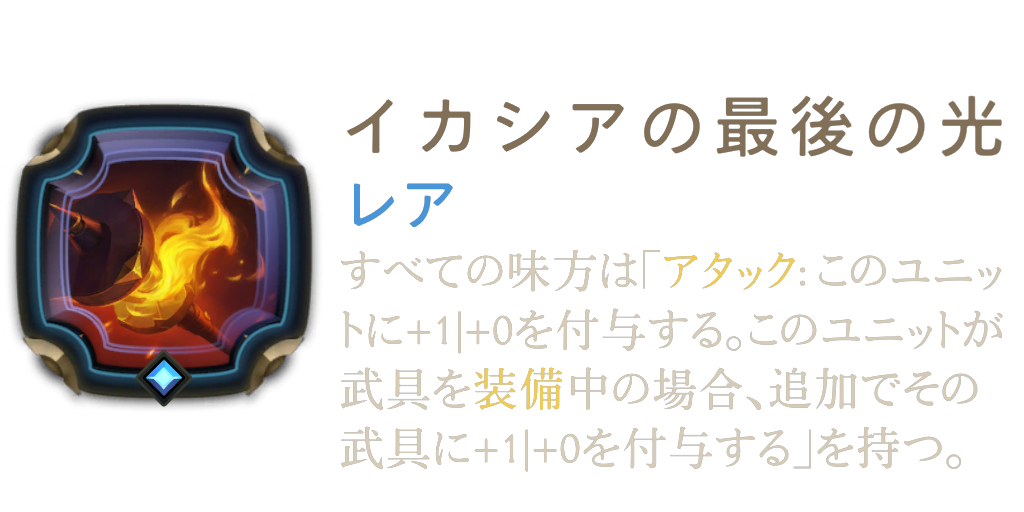 イカシアの最後の光
レア
すべての味方は「アタック: このユニッ
トに+1|+0を付与する。このユニットが
武具を装備中の場合、追加でその
武具に+1|+0を付与する」を持つ。